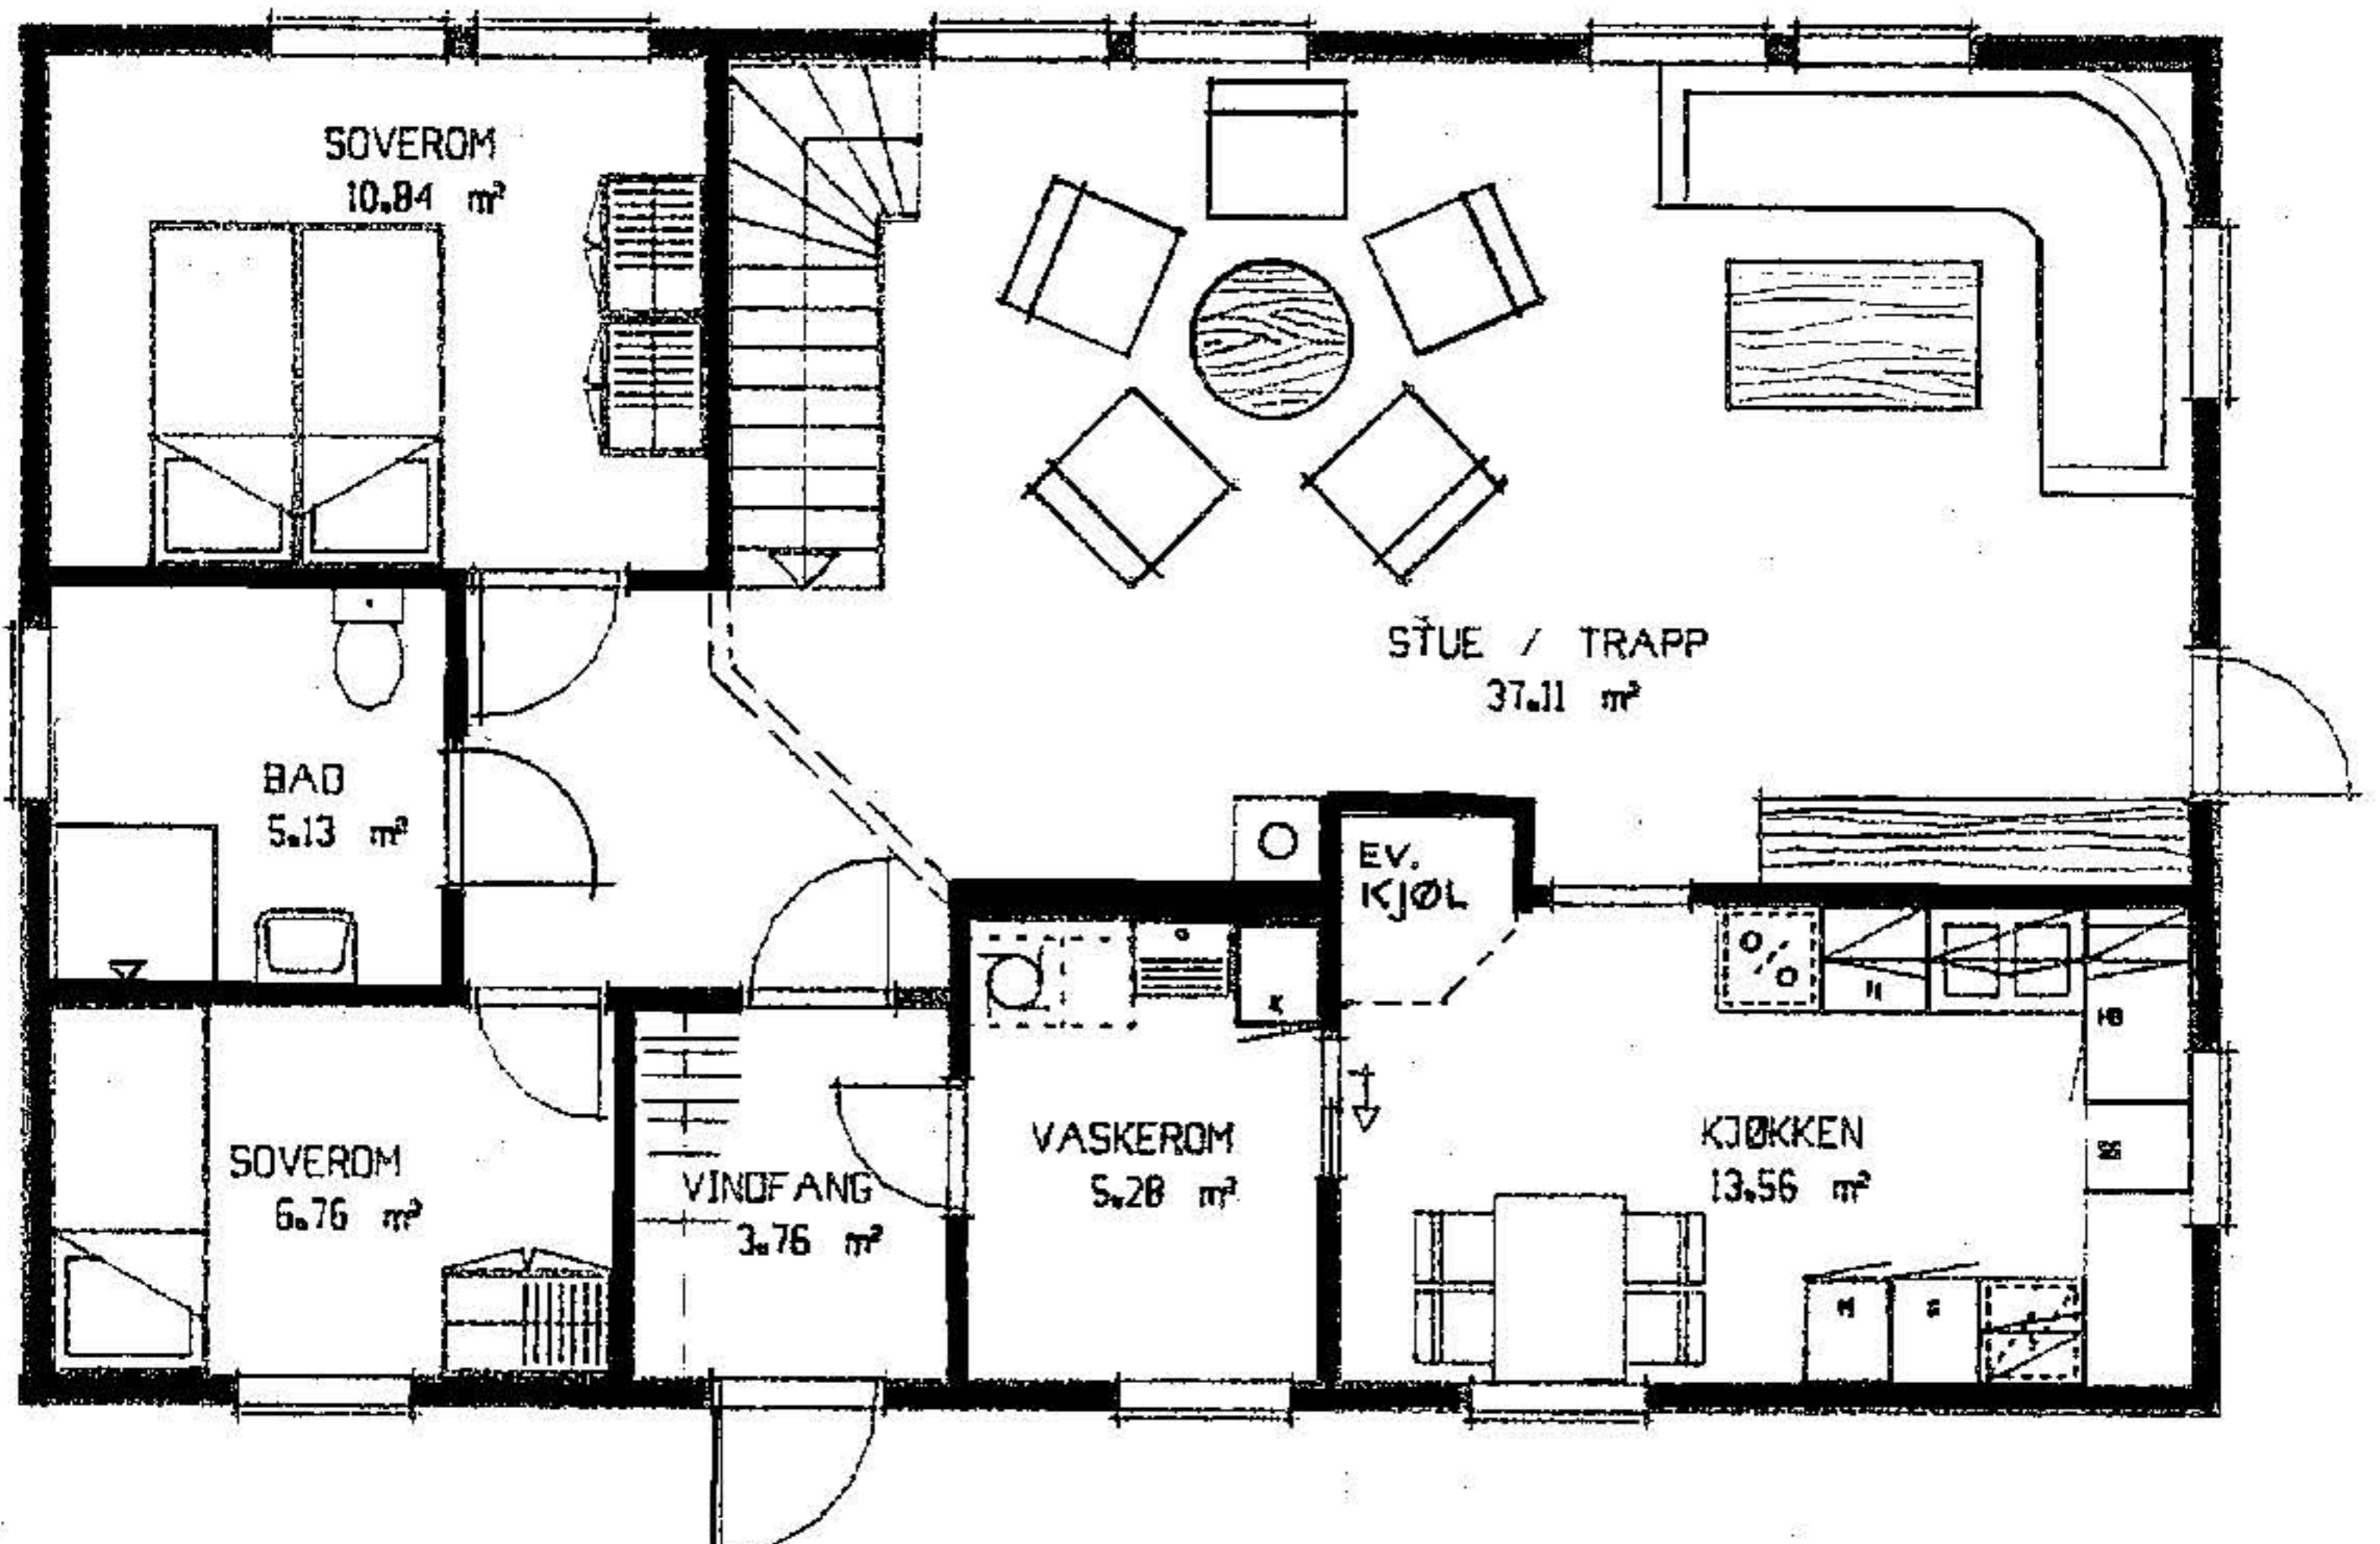 SOVEROM
10.84 m²
STUE / TRAPP
37.11 m²
BAD
5.13 m²
EV.
KJØL
K
SOVEROM
6.76 m²
VINDFANG
3.76 m²
VASKEROM
5.28 m²
KJØKKEN
13.56 m²